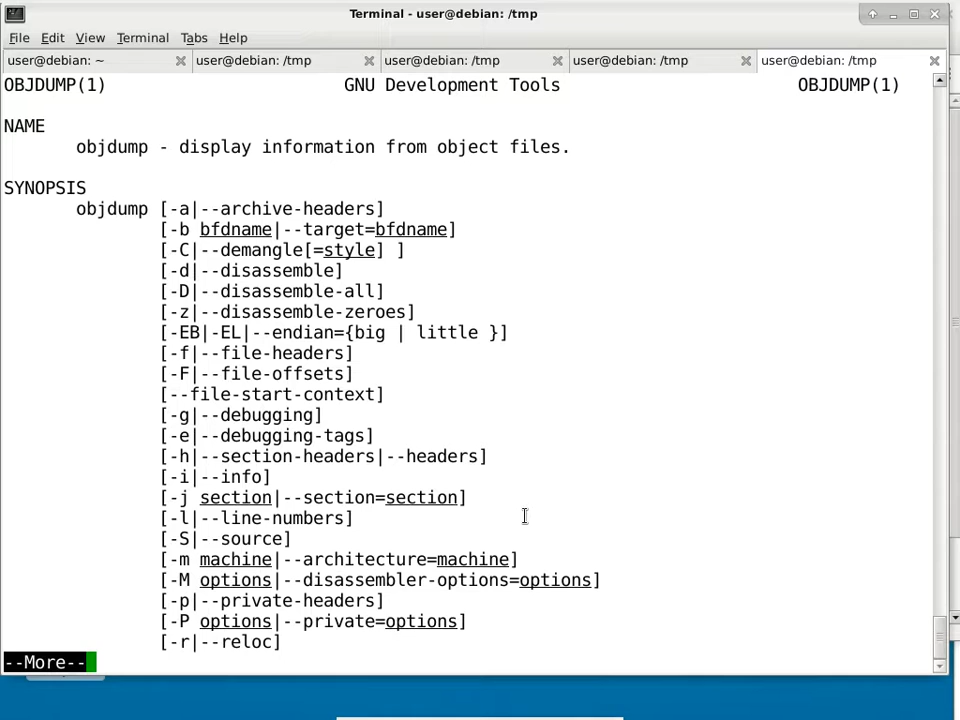 Terminal - user@debian: /tmp
File Edit View Terminal Tabs Help
user@debian: ~ user@debian: /tmp user@debian: /tmp user@debian: /tmp user@debian: /tmp
OBJDUMP(1) GNU Development Tools OBJDUMP(1)
NAME
objdump - display information from object files.
SYNOPSIS
objdump [-a|--archive-headers]
[-b bfdname|--target=bfdname]
[-C|--demangle[=style] ]
[-d|--disassemble]
[-D|--disassemble-all]
[-z|--disassemble-zeroes]
[-EB|-EL|--endian={big | little }]
[-f|--file-headers]
[-F|--file-offsets]
[--file-start-context]
[-g|--debugging]
[-e|--debugging-tags]
[-h|--section-headers|--headers]
[-i|--info]
[-j section|--section=section]
[-l|--line-numbers]
[-S|--source]
[-m machine|--architecture=machine]
[-M options|--disassembler-options=options]
[-p|--private-headers]
[-P options|--private=options]
[-r|--reloc]
--More--